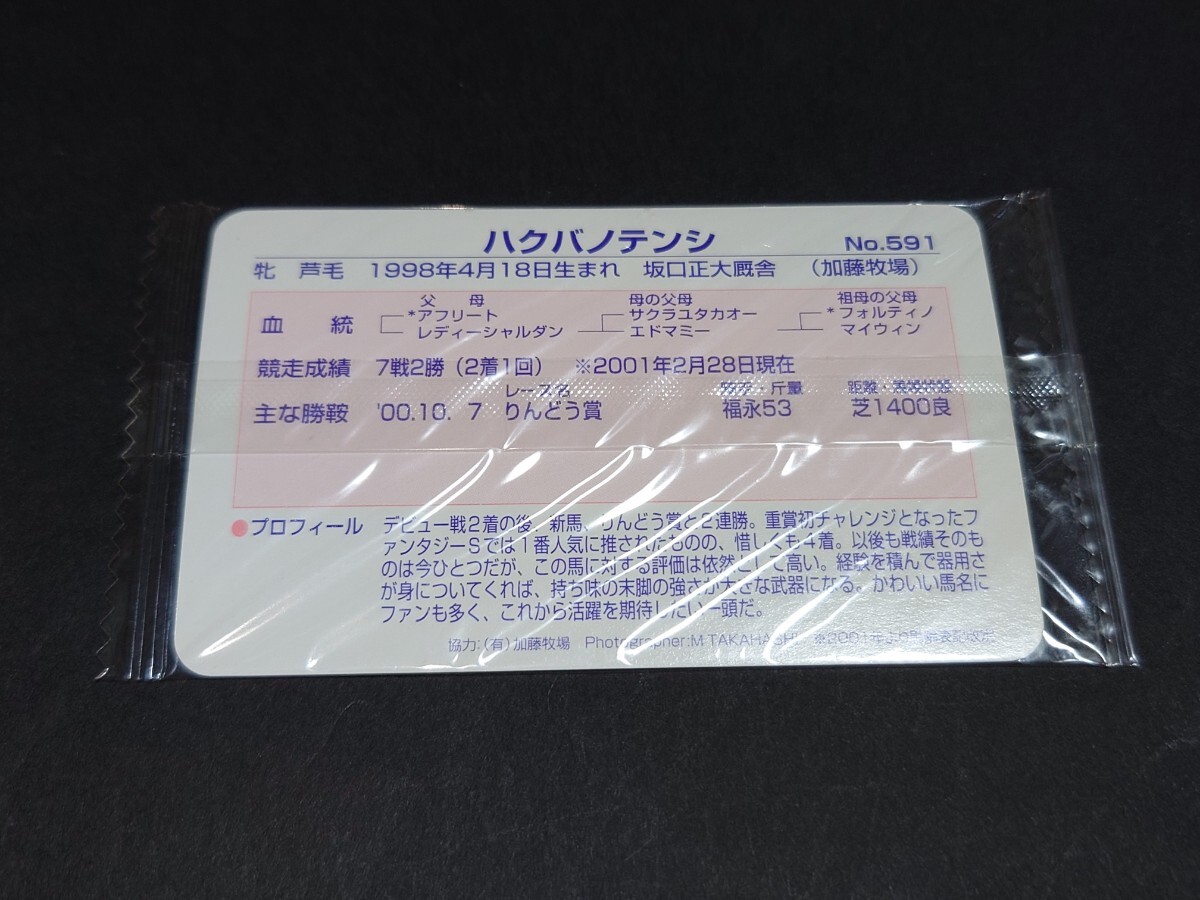 ハクバノテンシ No.591
牝 芦毛 1998年4月18日生まれ 坂口正大厩舎 (加藤牧場)
父 母 母の父母 祖母の父母
血 統 *アフリート サクラユタカオー *フォルティノ
レディーシャルダン エドマミー マイウィン
競走成績 7戦2勝(2着1回) ※2001年2月28日現在
レース名 ・斤量 距離・
主な勝鞍 '00.10. 7 りんどう賞 福永53 芝1400良
●プロフィール デビュー戦2着の後、新馬、りんどう賞と2連勝。重賞初チャレンジとなったフ
ァンタジーSでは1番人気に推されたものの、惜しくも4着。以後も戦績そのも
のは今ひとつだが、この馬に対する評価は依然として高い。経験を積んで器用さ
が身についてくれば、持ち味の末脚の強さが大きな武器になる。かわいい馬名に
ファンも多く、これから活躍を期待したい一頭だ。
協力:(有)加藤牧場 Photographer:M.TAKAHASHI ※2001年より